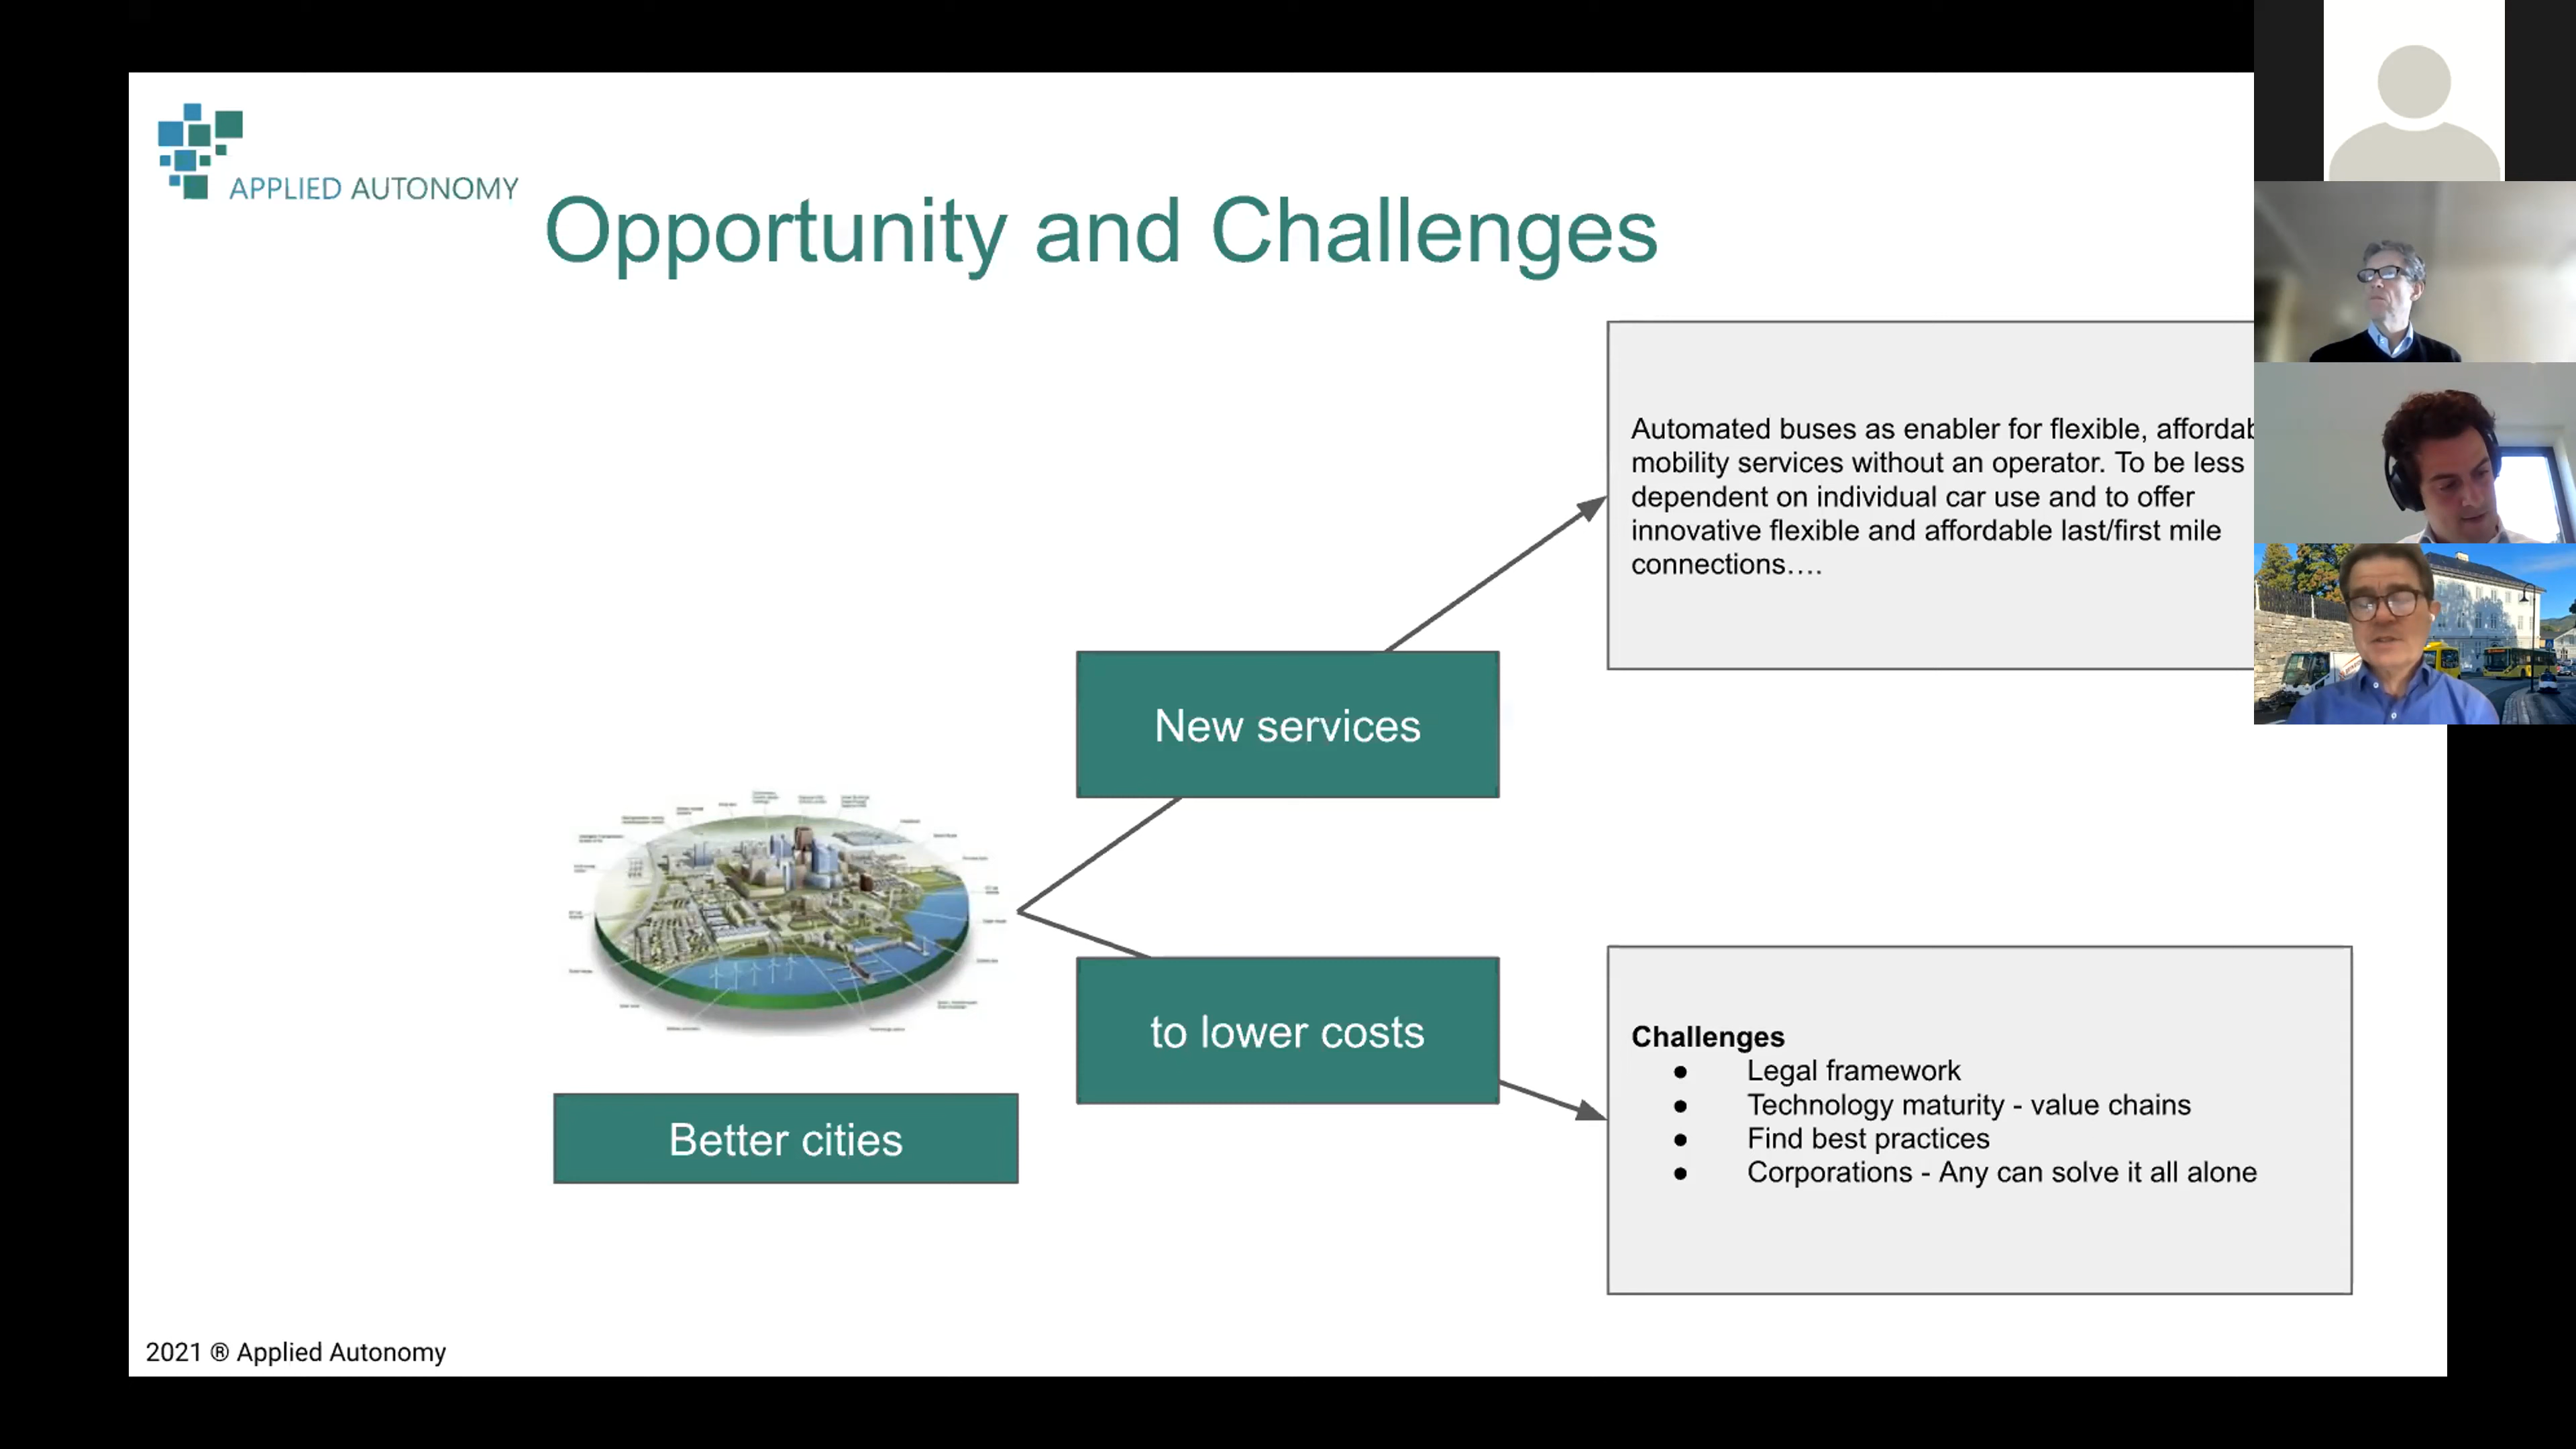 APPLIED AUTONOMY
Opportunity and Challenges
Automated buses as enabler for flexible,
mobility services without an operator. To be less
dependent on individual car use and to offer
innovative flexible and affordable last/first mile
connections….
New services
to lower costs
Better cities
Challenges
● Legal framework
● Technology maturity - value chains
● Find best practices
● Corporations - Any can solve it all alone
2021 ® Applied Autonomy